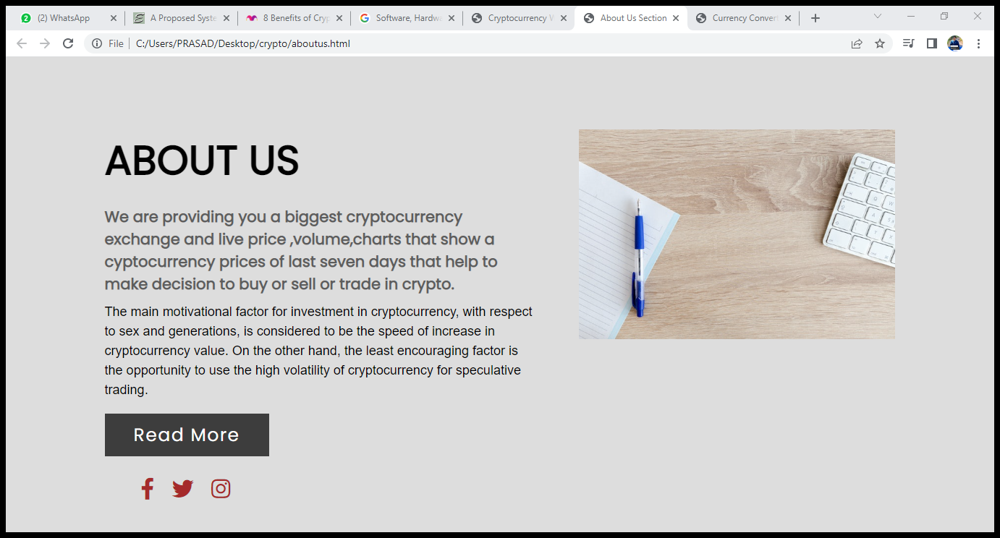 (2) WhatsApp
A Proposed Syste
8 Benefits of Cryp
Software, Hardwa
Cryptocurrency W
About Us Section
Currency Convert
File
C:/Users/PRASAD/Desktop/crypto/aboutus.html
ABOUT US
We are providing you a biggest cryptocurrency
exchange and live price ,volume,charts that show a
cyptocurrency prices of last seven days that help to
make decision to buy or sell or trade in crypto.
The main motivational factor for investment in cryptocurrency, with respect
to sex and generations, is considered to be the speed of increase in
cryptocurrency value. On the other hand, the least encouraging factor is
the opportunity to use the high volatility of cryptocurrency for speculative
trading.
Read More